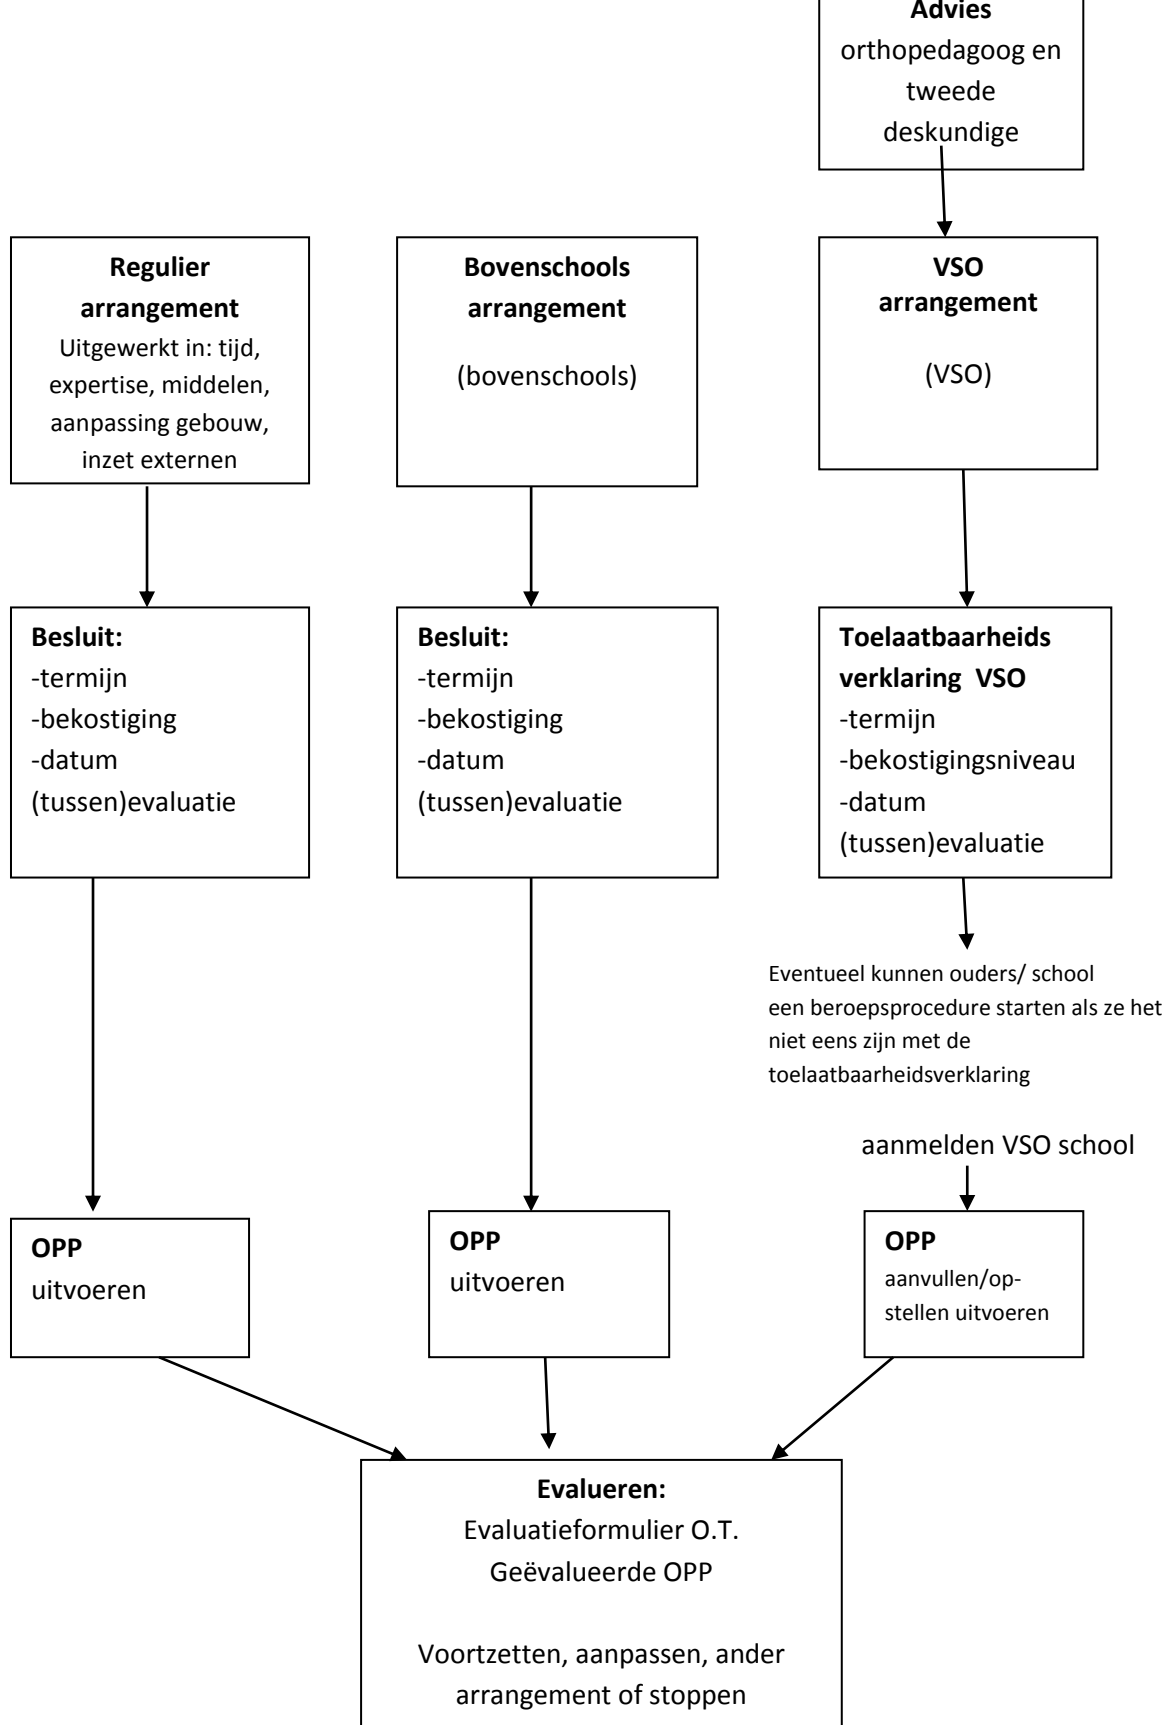 Advies
orthopedagoog en
tweede
deskundige
Regulier
arrangement
Uitgewerkt in: tijd,
expertise, middelen,
aanpassing gebouw,
inzet externen
Bovenschools
arrangement
(bovenschools)
VSO
arrangement
(VSO)
Besluit:
-termijn
-bekostiging
-datum
(tussen)evaluatie
Besluit:
-termijn
-bekostiging
-datum
(tussen)evaluatie
Toelaatbaarheids
verklaring VSO
-termijn
-bekostigingsniveau
-datum
(tussen)evaluatie
Eventueel kunnen ouders/ school
een beroepsprocedure starten als ze het
niet eens zijn met de
toelaatbaarheidsverklaring
aanmelden VSO school
OPP
uitvoeren
OPP
uitvoeren
OPP
aanvullen/op-
stellen uitvoeren
Evalueren:
Evaluatieformulier O.T.
Geëvalueerde OPP
Voortzetten, aanpassen, ander
arrangement of stoppen